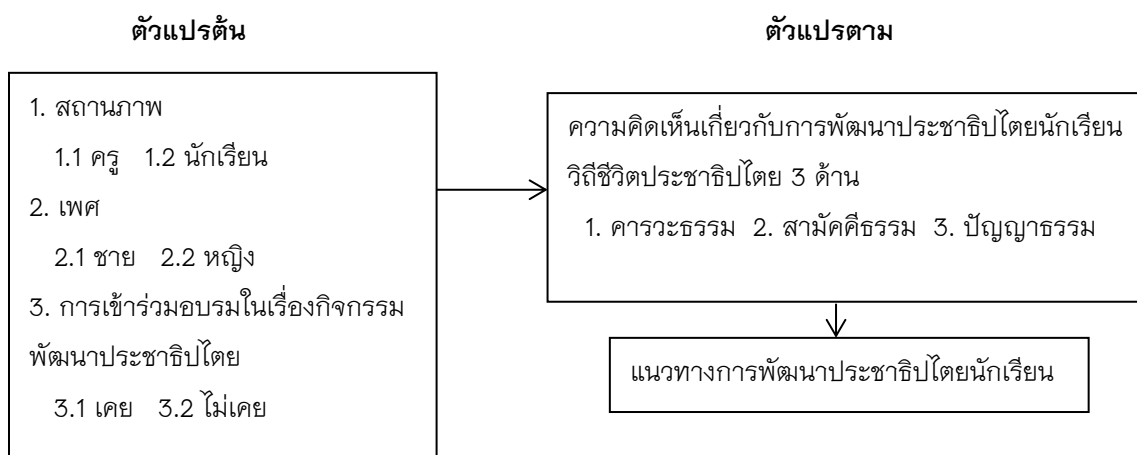 ตัวแปรต้น
1. สถานภาพ
1.1 ครู 1.2 นักเรียน
2. เพศ
2.1 ชาย 2.2 หญิง
3. การเข้าร่วมอบรมในเรื่องกิจกรรม
พัฒนาประชาธิปไตย
3.1 เคย 3.2 ไม่เคย
ตัวแปรตาม
ความคิดเห็นเกี่ยวกับการพัฒนาประชาธิปไตยนักเรียน
วิถีชีวิตประชาธิปไตย 3 ด้าน
1. คารวะธรรม 2. สามัคคีธรรม 3. ปัญญาธรรม
แนวทางการพัฒนาประชาธิปไตยนักเรียน